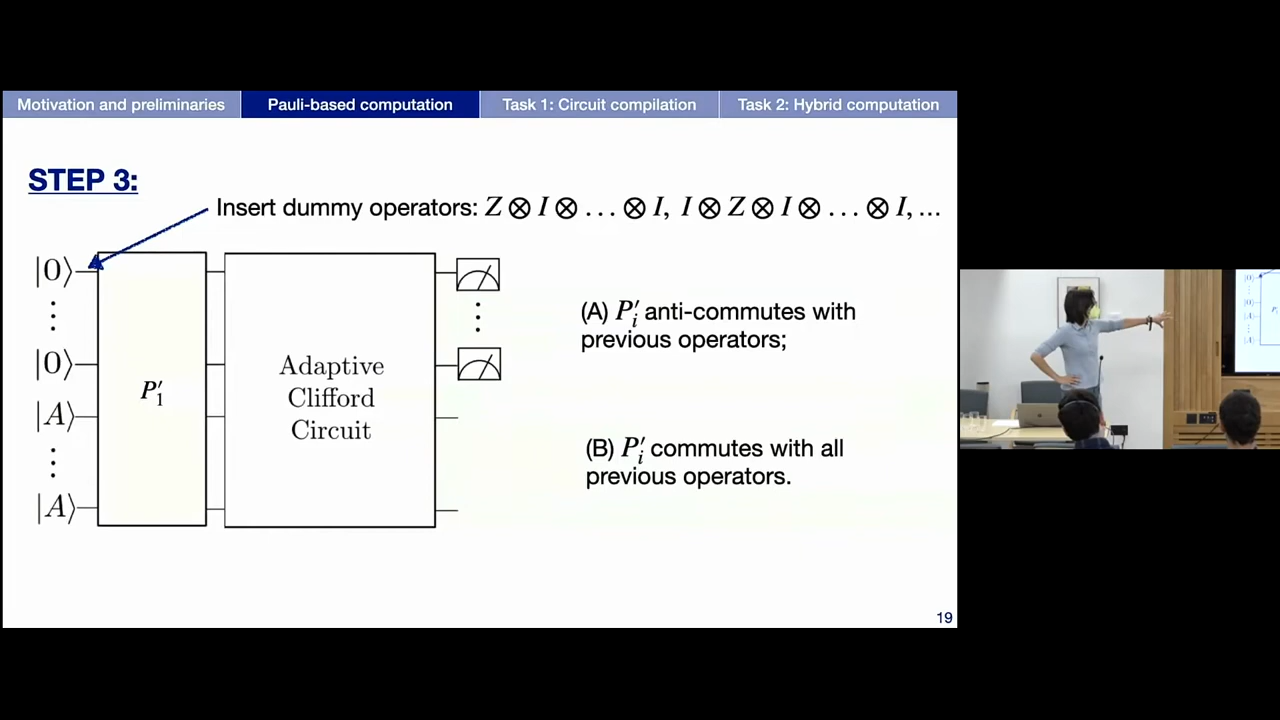 Motivation and preliminaries
Pauli-based computation
Task 1: Circuit compilation
Task 2: Hybrid computation
STEP 3:
Insert dummy operators: Z ⊗ I ⊗ … ⊗ I, I ⊗ Z ⊗ I ⊗ … ⊗ I, …
|0⟩
⋮
|0⟩
|A⟩
⋮
|A⟩
P′₁
Adaptive
Clifford
Circuit
⋮
(A) P′ᵢ anti-commutes with
previous operators;
(B) P′ᵢ commutes with all
previous operators.
19